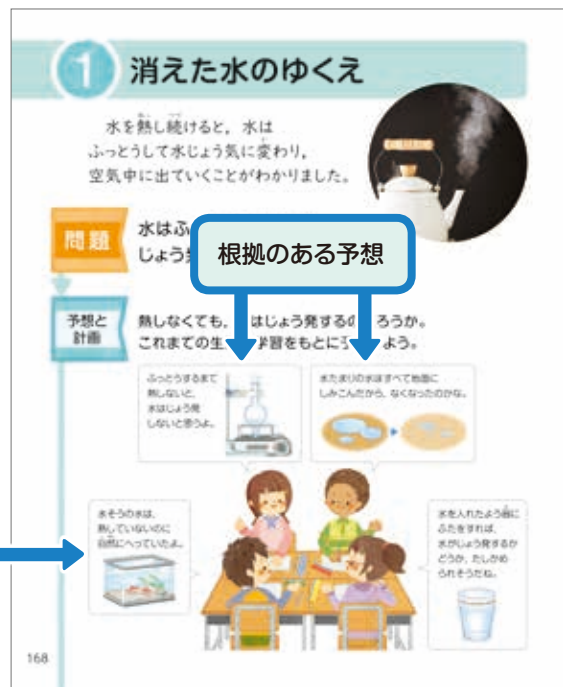 1 消えた水のゆくえ
水を熱し続けると，水は
ふっとうして水じょう気に変わり，
空気中に出ていくことがわかりました。
問題
水はふ
じょう
根拠のある予想
予想と
計画
熱しなくても， はじょう発するの ろうか。
これまでの生 学習をもとに よう。
ふっとうするまで
熱しないと，
水はじょう発
しないと思うよ。
水たまりの水はすべて地面に
しみこんだから，なくなったのかな。
水そうの水は，
熱していないのに
自然にへっていたよ。
水を入れたよう器に
ふたをすれば，
水がじょう発するか
どうか，たしかめ
られそうだね。
168